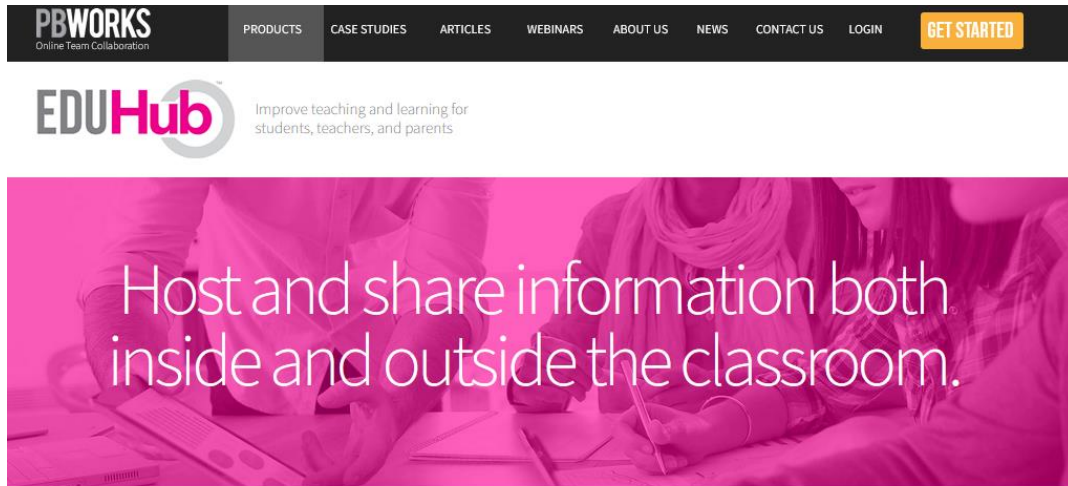 PBWORKS
Online Team Collaboration
PRODUCTS CASE STUDIES ARTICLES WEBINARS ABOUT US NEWS CONTACT US LOGIN GET STARTED
EDUHub™
Improve teaching and learning for
students, teachers, and parents
Host and share information both
inside and outside the classroom.